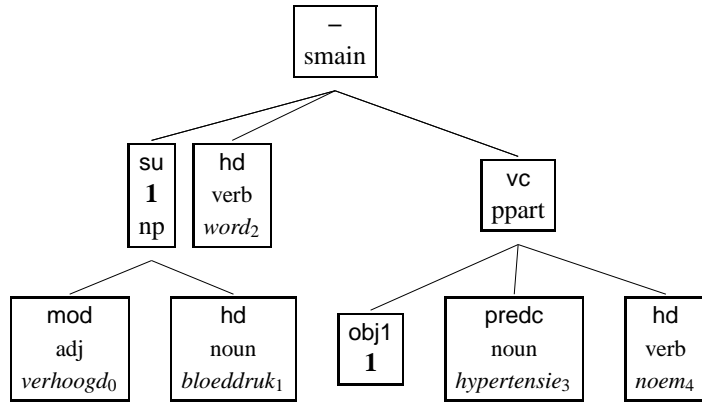 –
smain
su
1
np
hd
verb
word2
vc
ppart
mod
adj
verhoogd0
hd
noun
bloeddruk1
obj1
1
predc
noun
hypertensie3
hd
verb
noem4